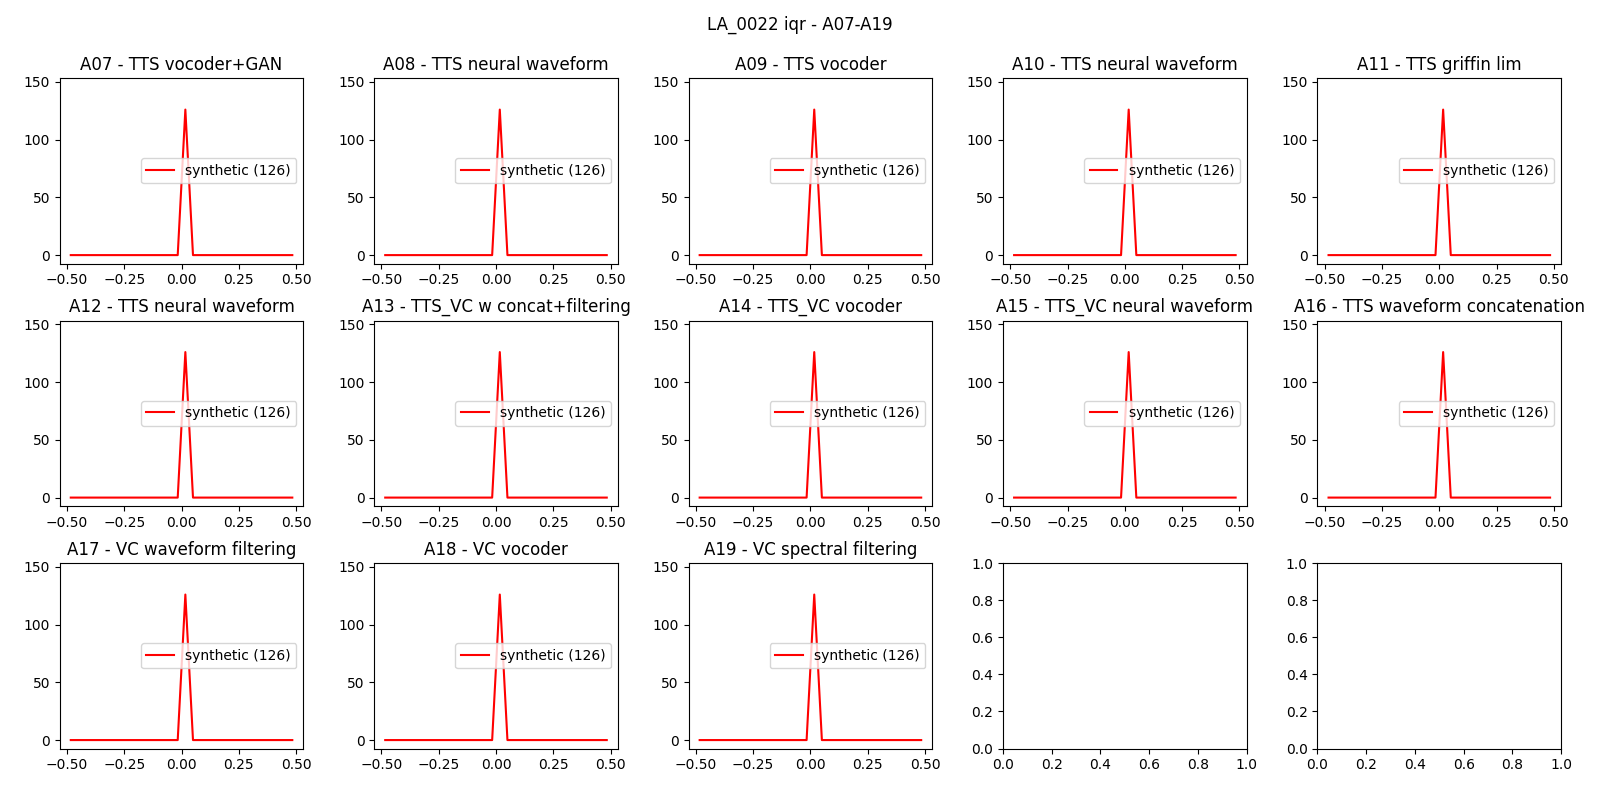 LA_0022 iqr - A07-A19
A07 - TTS vocoder+GAN
A08 - TTS neural waveform
A09 - TTS vocoder
A10 - TTS neural waveform
A11 - TTS griffin lim
150
100
50
0
synthetic (126)
−0.50 −0.25 0.00 0.25 0.50
150
100
50
0
synthetic (126)
−0.50 −0.25 0.00 0.25 0.50
150
100
50
0
synthetic (126)
−0.50 −0.25 0.00 0.25 0.50
150
100
50
0
synthetic (126)
−0.50 −0.25 0.00 0.25 0.50
150
100
50
0
synthetic (126)
−0.50 −0.25 0.00 0.25 0.50
A12 - TTS neural waveform
A13 - TTS_VC w concat+filtering
A14 - TTS_VC vocoder
A15 - TTS_VC neural waveform
A16 - TTS waveform concatenation
150
100
50
0
synthetic (126)
−0.50 −0.25 0.00 0.25 0.50
150
100
50
0
synthetic (126)
−0.50 −0.25 0.00 0.25 0.50
150
100
50
0
synthetic (126)
−0.50 −0.25 0.00 0.25 0.50
150
100
50
0
synthetic (126)
−0.50 −0.25 0.00 0.25 0.50
150
100
50
0
synthetic (126)
−0.50 −0.25 0.00 0.25 0.50
A17 - VC waveform filtering
A18 - VC vocoder
A19 - VC spectral filtering
150
100
50
0
synthetic (126)
−0.50 −0.25 0.00 0.25 0.50
150
100
50
0
synthetic (126)
−0.50 −0.25 0.00 0.25 0.50
150
100
50
0
synthetic (126)
−0.50 −0.25 0.00 0.25 0.50
1.0
0.8
0.6
0.4
0.2
0.0
0.0 0.2 0.4 0.6 0.8 1.0
1.0
0.8
0.6
0.4
0.2
0.0
0.0 0.2 0.4 0.6 0.8 1.0